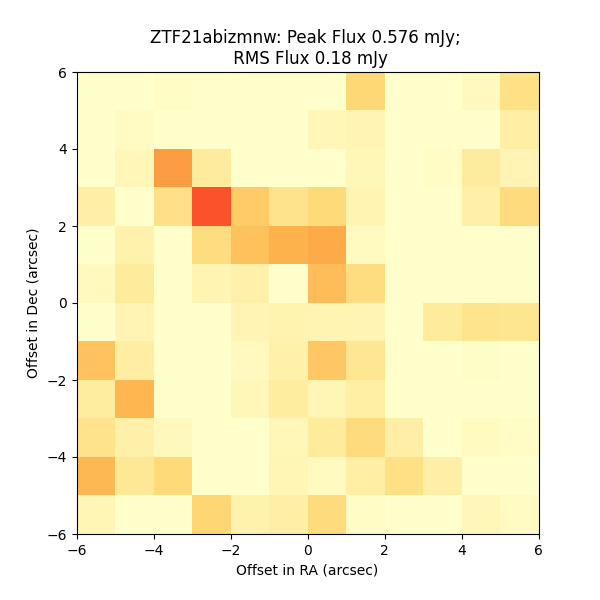 ZTF21abizmnw: Peak Flux 0.576 mJy;
RMS Flux 0.18 mJy
6
4
2
0
−2
−4
−6
Offset in Dec (arcsec)
−6 −4 −2 0 2 4 6
Offset in RA (arcsec)